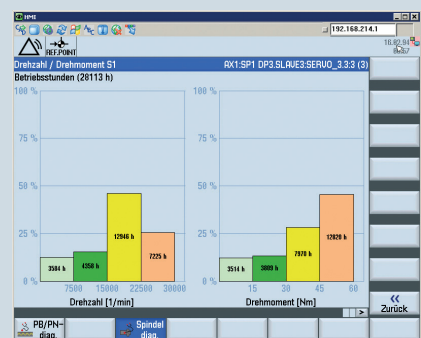 HMI
192.168.214.1
REF.POINT
Drehzahl / Drehmoment S1
AX1:SP1 DP3.SLAVE3:SERVO_3.3:3 (3)
Betriebsstunden (28113 h)
100 %
75 %
50 %
25 %
0 %
3584 h
4358 h
12946 h
7225 h
7500 15000 22500 30000
Drehzahl [1/min]
100 %
75 %
50 %
25 %
0 %
3514 h
7970 h
12820 h
15 30 45 60
Drehmoment [Nm]
Zurück
PB/PN-
diag.
Spindel
diag.